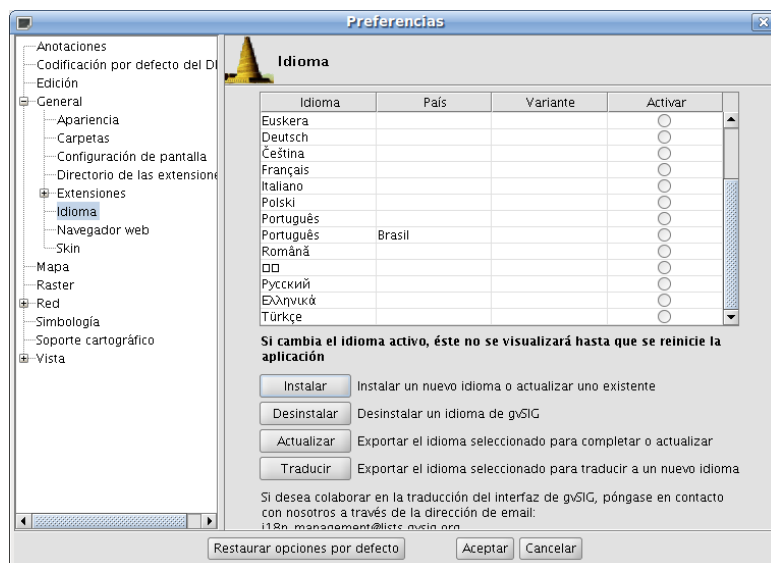 Preferencias
Anotaciones
Codificación por defecto del DI
Edición
General
Apariencia
Carpetas
Configuración de pantalla
Directorio de las extensione
Extensiones
Idioma
Navegador web
Skin
Mapa
Raster
Red
Simbología
Soporte cartográfico
Vista
Idioma
Idioma País Variante Activar
Euskera
Deutsch
Čeština
Français
Italiano
Polski
Português
Português Brasil
Română
Русский
Ελληνικά
Türkçe
Si cambia el idioma activo, éste no se visualizará hasta que se reinicie la
aplicación
Instalar Instalar un nuevo idioma o actualizar uno existente
Desinstalar Desinstalar un idioma de gvSIG
Actualizar Exportar el idioma seleccionado para completar o actualizar
Traducir Exportar el idioma seleccionado para traducir a un nuevo idioma
Si desea colaborar en la traducción del interfaz de gvSIG, póngase en contacto
con nosotros a través de la dirección de email:
i18n_management@lists.gvsig.org
Restaurar opciones por defecto Aceptar Cancelar